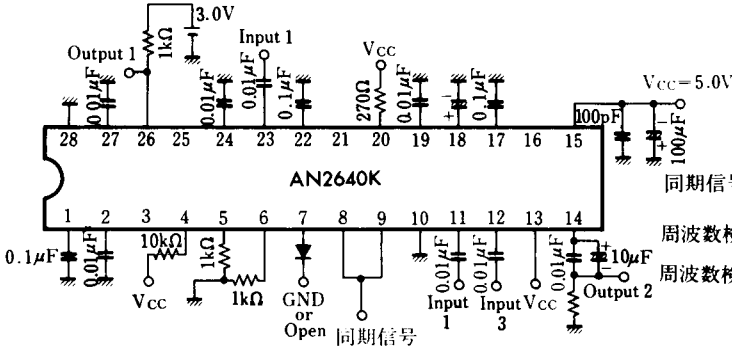 3.0V
1kΩ
Output 1
Input 1
VCC
0.01μF
0.01μF
0.01μF
0.1μF
270Ω
0.01μF
0.1μF
VCC=5.0V
100pF
100μF
28 27 26 25 24 23 22 21 20 19 18 17 16 15
AN2640K
同期信号
1 2 3 4 5 6 7 8 9 10 11 12 13 14
周波数検
0.1μF
0.01μF
10kΩ
1kΩ
1kΩ
0.01μF
0.01μF
0.01μF
10μF
周波数検
VCC
GND
or
Open
同期信号
Input
1
Input
3
VCC
Output 2